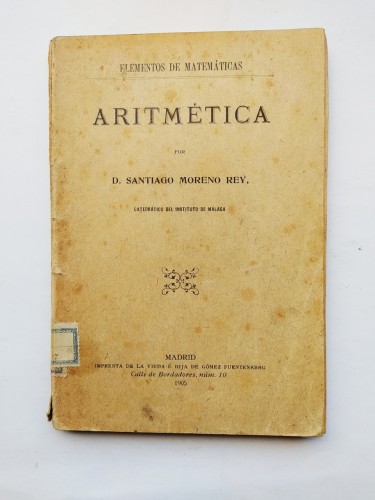 ELEMENTOS DE MATEMÁTICAS
ARITMÉTICA
POR
D. SANTIAGO MORENO REY,
CATEDRÁTICO DEL INSTITUTO DE MÁLAGA
MADRID
IMPRENTA DE LA VIUDA É HIJA DE GÓMEZ FUENTENEBRO
Calle de Bordadores, núm. 10
1905